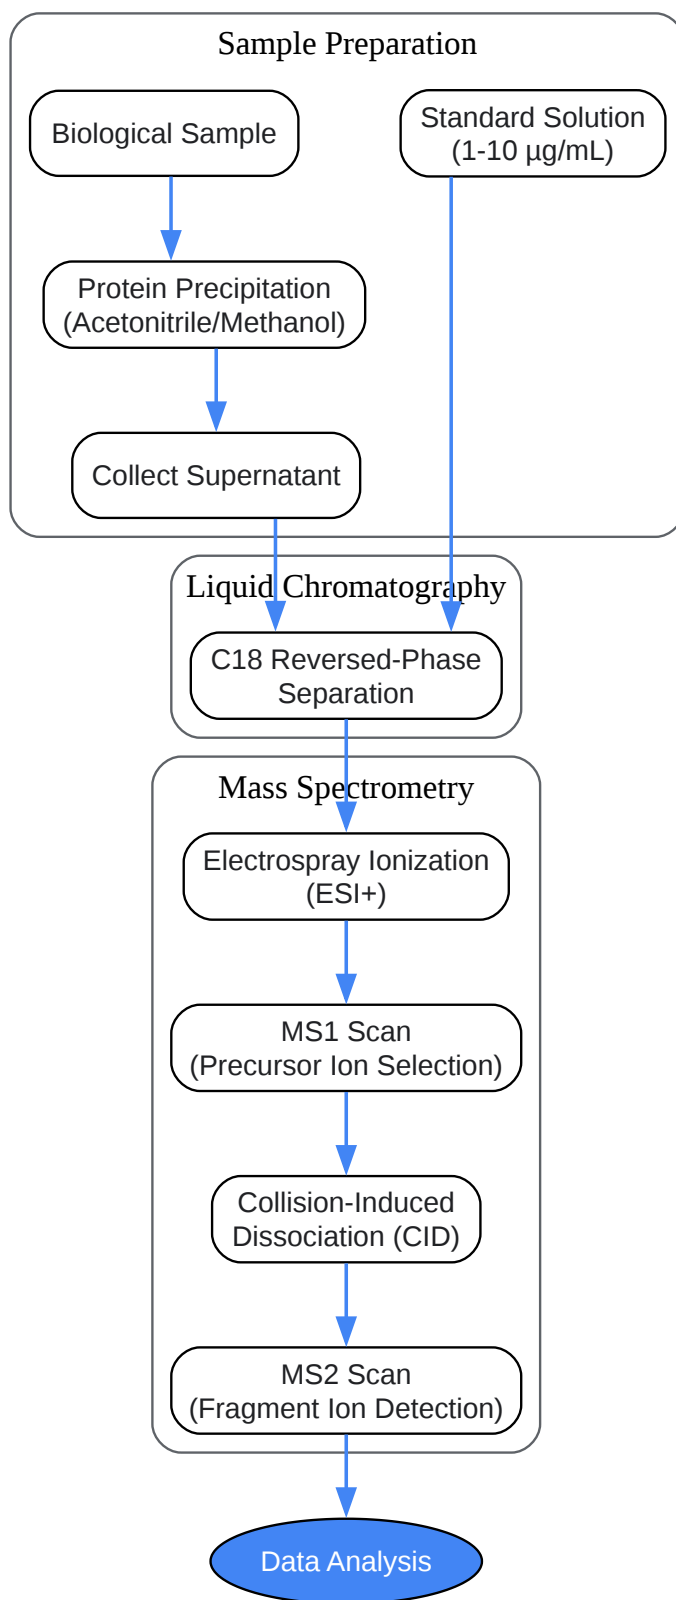 Sample Preparation
Biological Sample
Standard Solution
(1-10 µg/mL)
Protein Precipitation
(Acetonitrile/Methanol)
Collect Supernatant
Liquid Chromatography
C18 Reversed-Phase
Separation
Mass Spectrometry
Electrospray Ionization
(ESI+)
MS1 Scan
(Precursor Ion Selection)
Collision-Induced
Dissociation (CID)
MS2 Scan
(Fragment Ion Detection)
Data Analysis